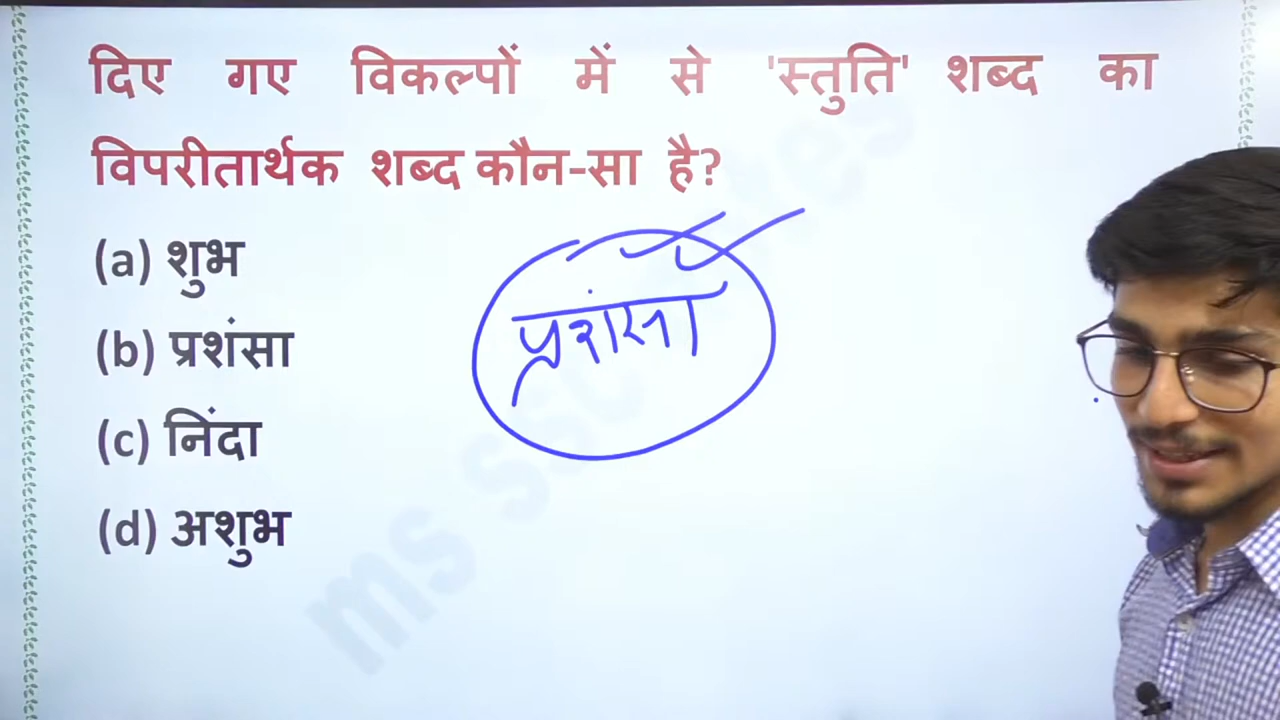 दिए गए विकल्पों में से 'स्तुति' शब्द का
विपरीतार्थक शब्द कौन-सा है?
(a) शुभ
प्रशंसा
(b) प्रशंसा
(c) निंदा
(d) अशुभ